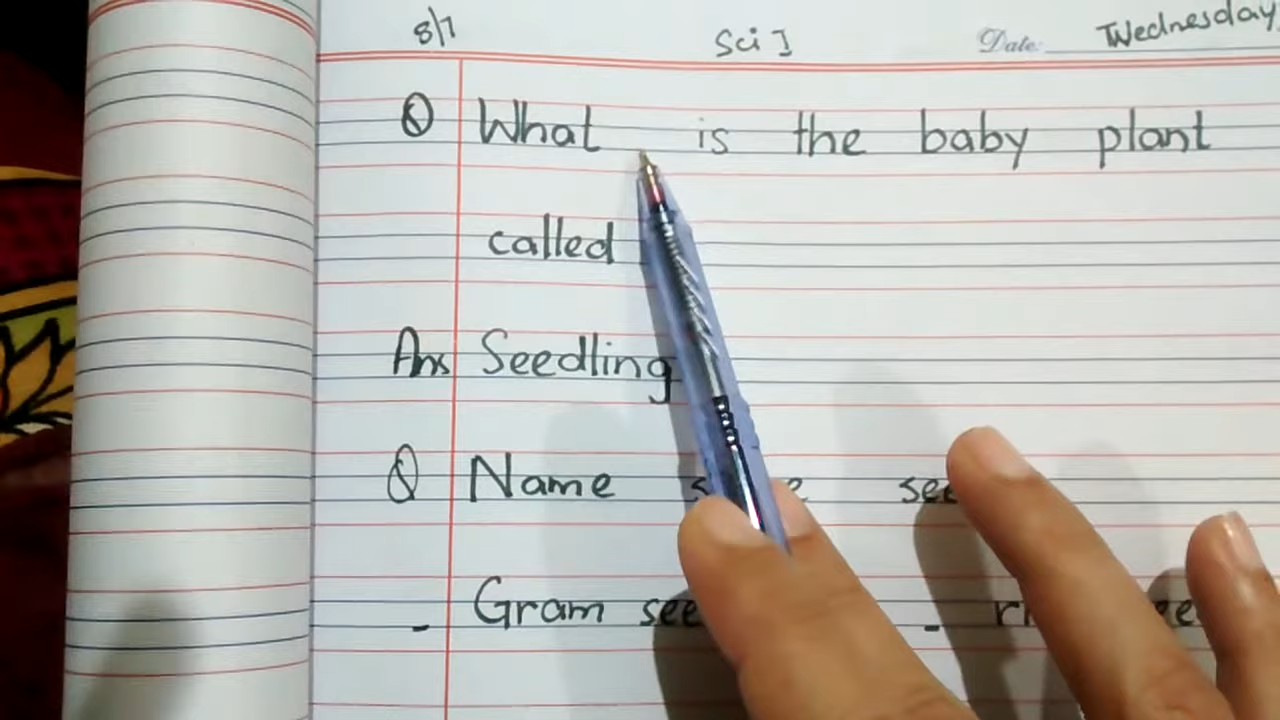 8/7 Sci I Date: Wednesday
Q What is the baby plant
called
Ans Seedling
Q Name
Gram